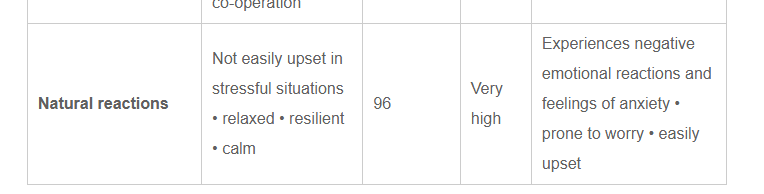 co-operation
Natural reactions
Not easily upset in
stressful situations
• relaxed • resilient
• calm
96
Very
high
Experiences negative
emotional reactions and
feelings of anxiety •
prone to worry • easily
upset